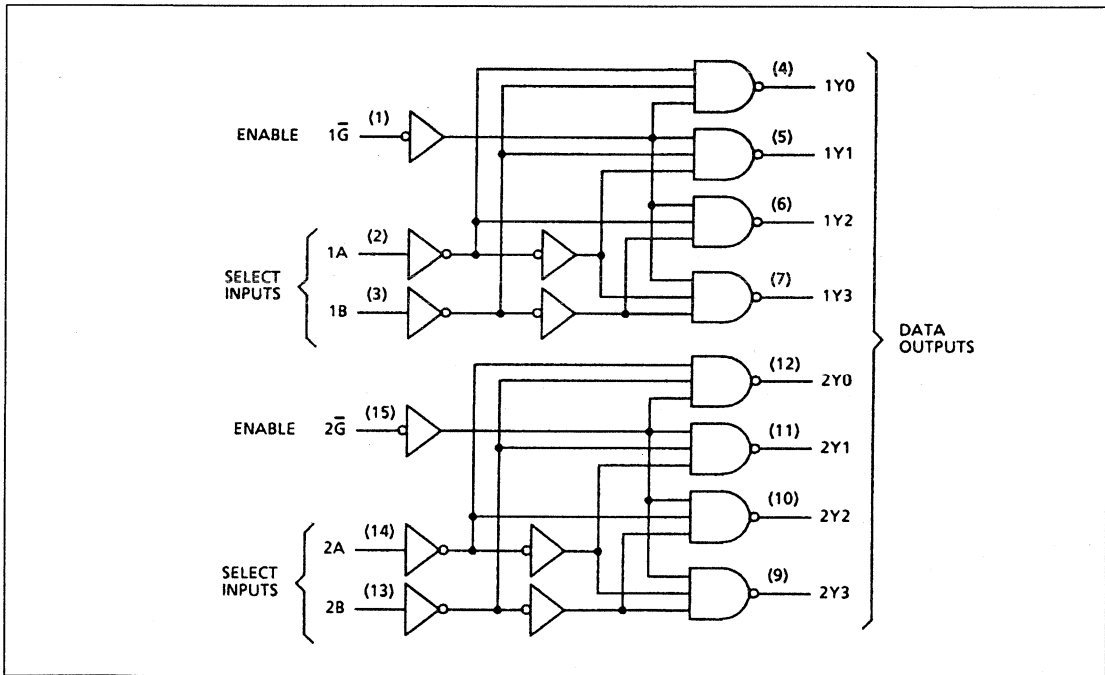 (4)
1Y0
ENABLE 1G̅ (1)
(5)
1Y1
(6)
1Y2
SELECT
INPUTS
1A (2)
1B (3)
(7)
1Y3
DATA
OUTPUTS
(12)
2Y0
ENABLE 2G̅ (15)
(11)
2Y1
(10)
2Y2
SELECT
INPUTS
2A (14)
2B (13)
(9)
2Y3